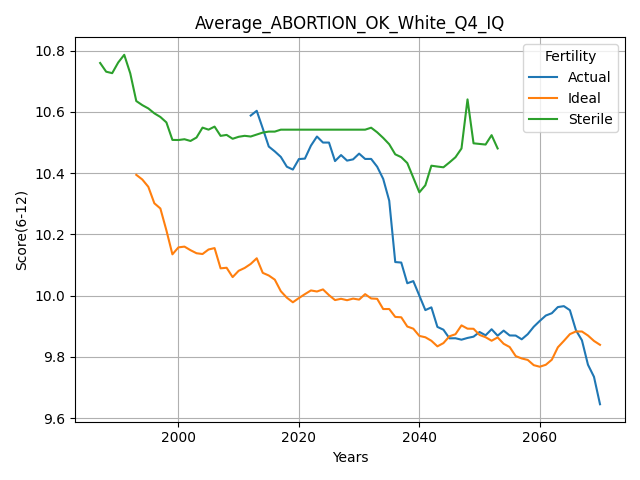 Average_ABORTION_OK_White_Q4_IQ
Score(6-12)
10.8
10.6
10.4
10.2
10.0
9.8
9.6
2000
2020
2040
2060
Years
Fertility
Actual
Ideal
Sterile